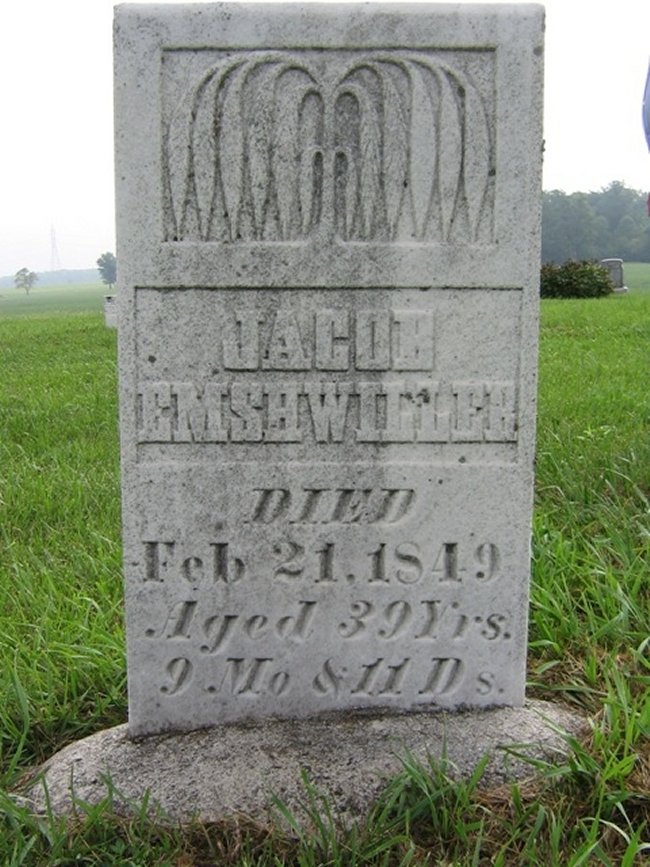 JACOB
EMSHWILLER
DIED
Feb 21, 1849
Aged 39 Yrs.
9 Mo & 11 Ds.